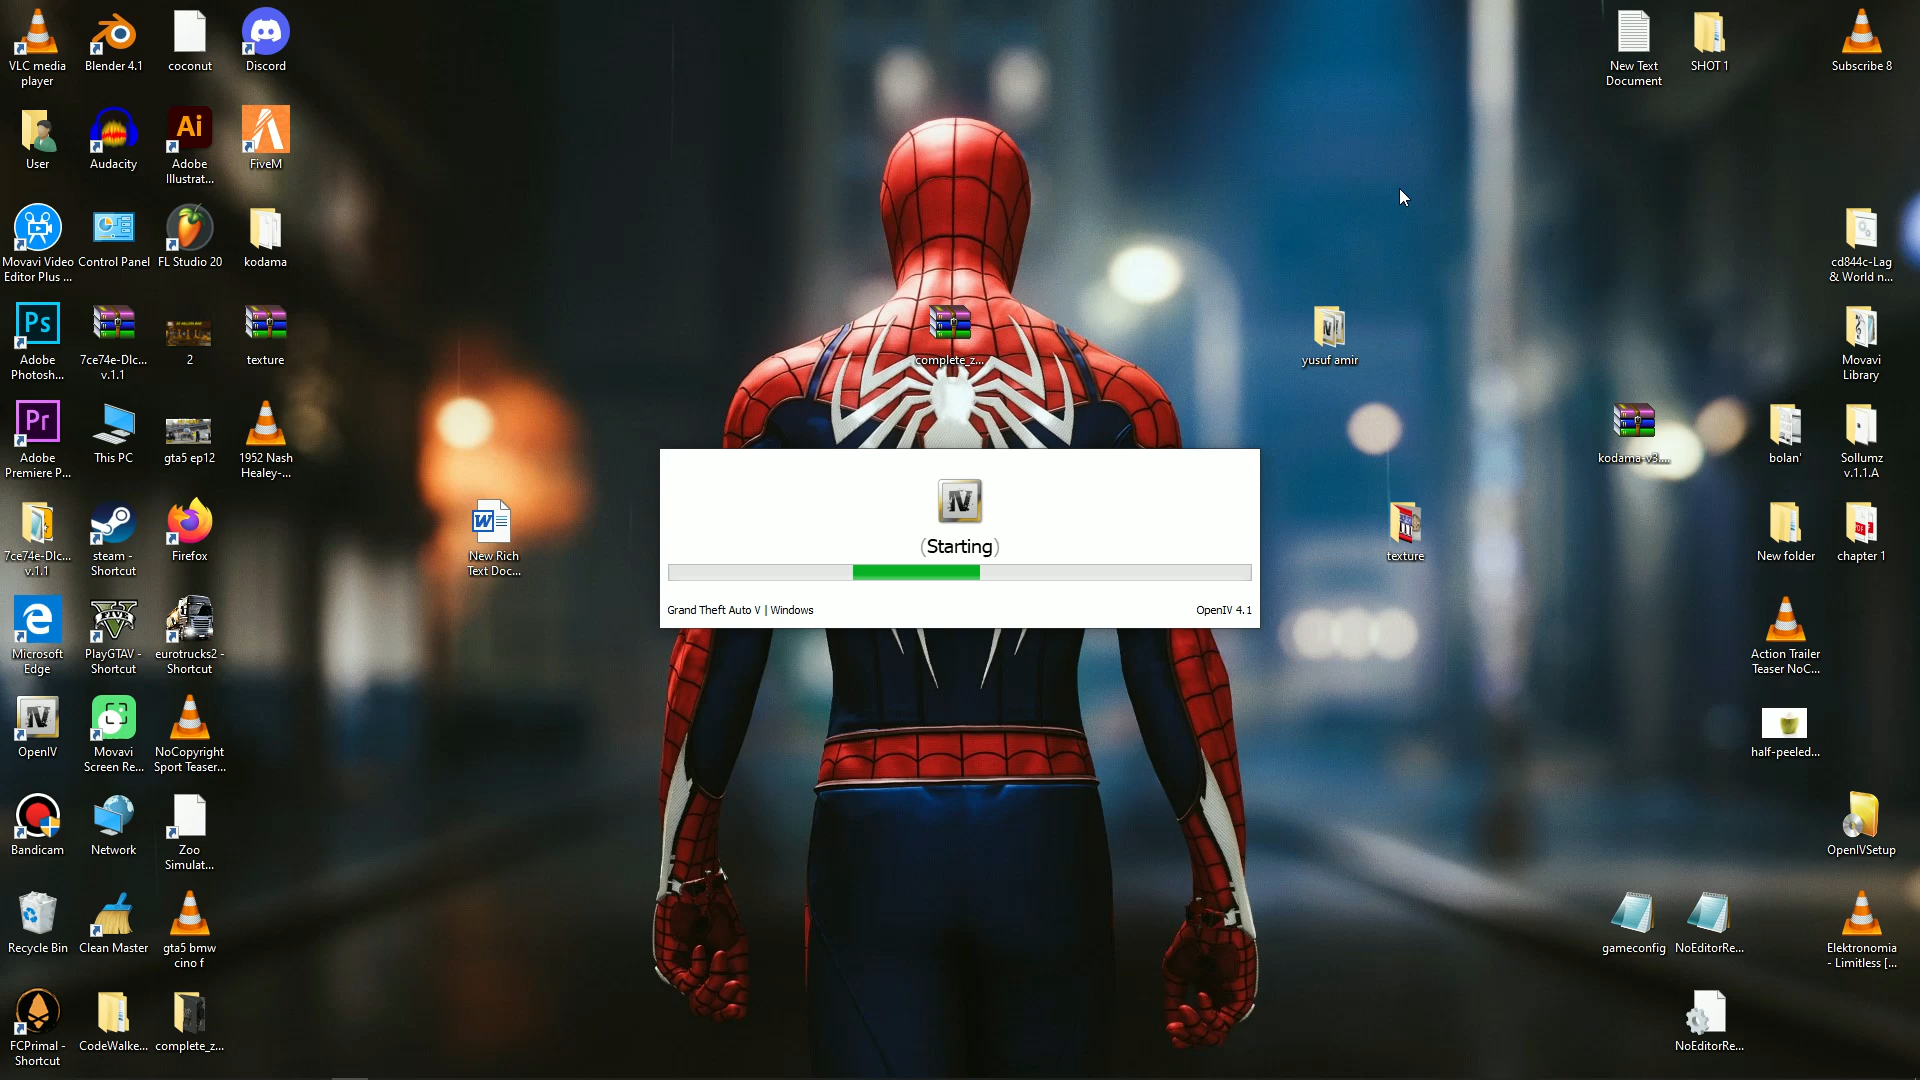 VLC media
player
Blender 4.1
coconut
Discord
New Text
Document
SHOT 1
Subscribe 8
User
Audacity
Ai
Adobe
Illustrat...
FiveM
Movavi Video
Editor Plus ...
Control Panel
FL Studio 20
kodama
cd844c-Lag
& World n...
Ps
Adobe
Photosh...
7ce74e-Dlc...
v.1.1
2
texture
complete_z...
yusuf amir
Movavi
Library
Pr
Adobe
Premiere P...
This PC
gta5 ep12
1952 Nash
Healey-...
kodama-v3....
bolan'
Sollumz
v.1.1.A
7ce74e-Dlc...
v.1.1
steam -
Shortcut
Firefox
W
New Rich
Text Doc...
IV
(Starting)
Grand Theft Auto V | Windows
OpenIV 4.1
texture
New folder
chapter 1
Microsoft
Edge
PlayGTAV -
Shortcut
eurotrucks2 -
Shortcut
Action Trailer
Teaser NoC...
IV
OpenIV
Movavi
Screen Re...
NoCopyright
Sport Teaser...
half-peeled...
Bandicam
Network
Zoo
Simulat...
OpenIVSetup
Recycle Bin
Clean Master
gta5 bmw
cino f
gameconfig
NoEditorRe...
Elektronomia
- Limitless [...
FCPrimal -
Shortcut
CodeWalke...
complete_z...
NoEditorRe...